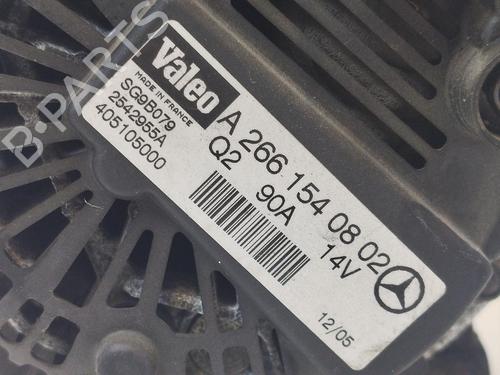 Valeo
MADE IN FRANCE
SG9B079
2542955A
405105000
A 266 154 08 02
Q2 90A 14V
12/05
B-PARTS